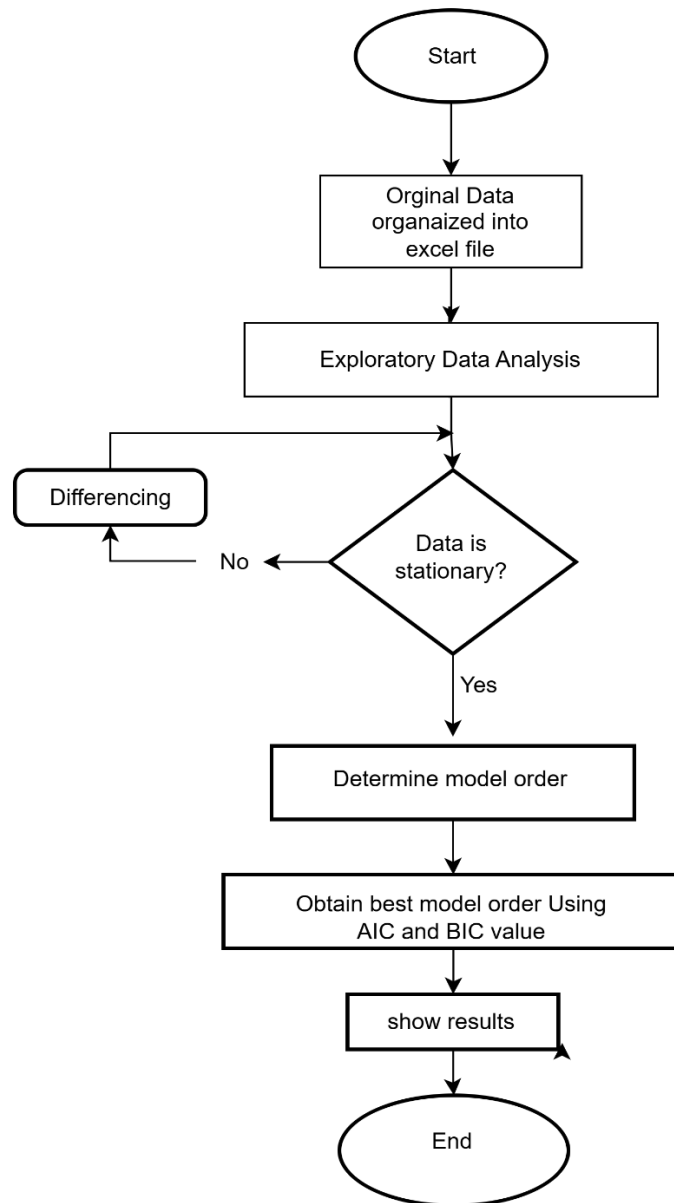 Start
Orginal Data
organaized into
excel file
Exploratory Data Analysis
Differencing
No
Data is
stationary?
Yes
Determine model order
Obtain best model order Using
AIC and BIC value
show results
End